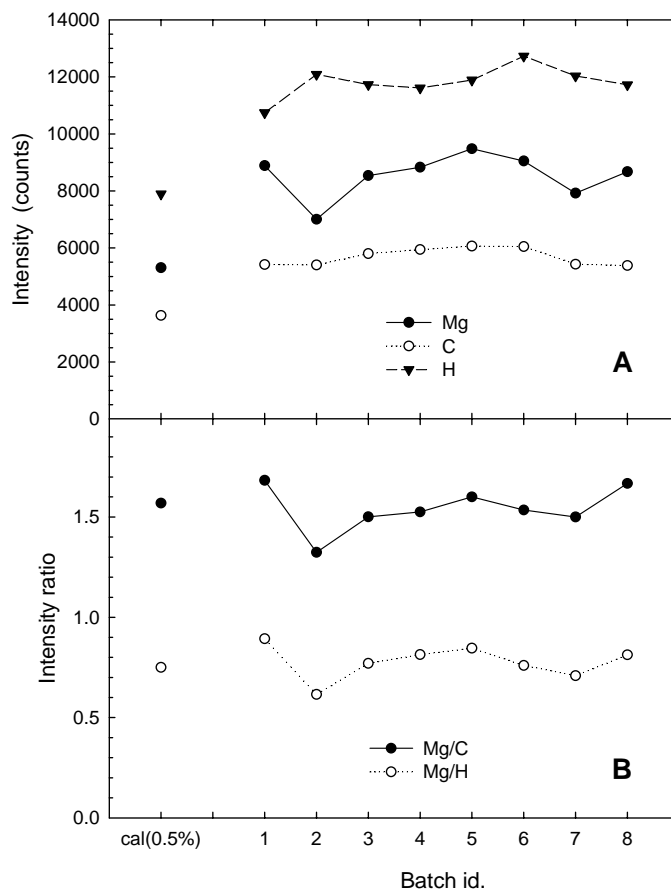 14000
12000
10000
8000
6000
4000
2000
0
Intensity (counts)
Mg
C
H
A
1.5
1.0
0.5
0.0
Intensity ratio
Mg/C
Mg/H
B
cal(0.5%) 1 2 3 4 5 6 7 8
Batch id.